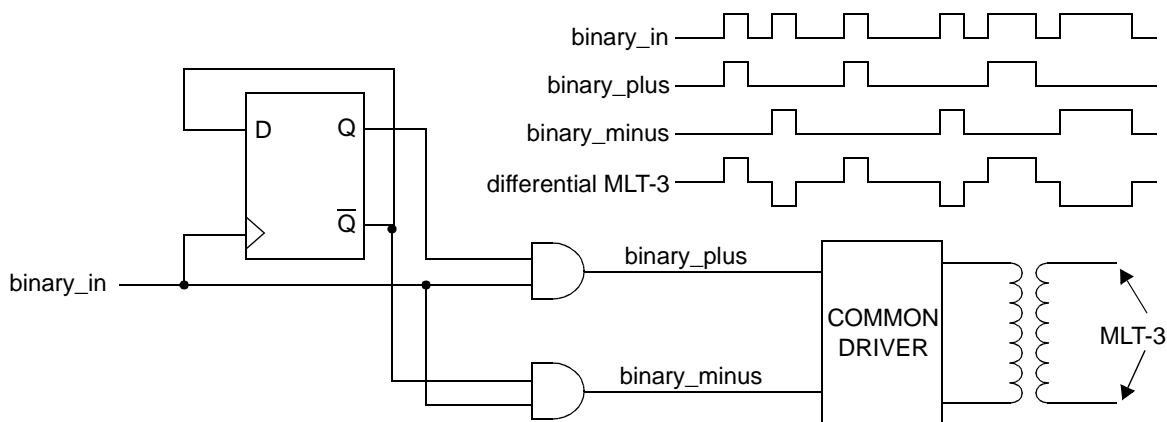 binary_in
binary_plus
binary_minus
differential MLT-3
D
Q
Q̅
binary_in
binary_plus
binary_minus
COMMON
DRIVER
MLT-3